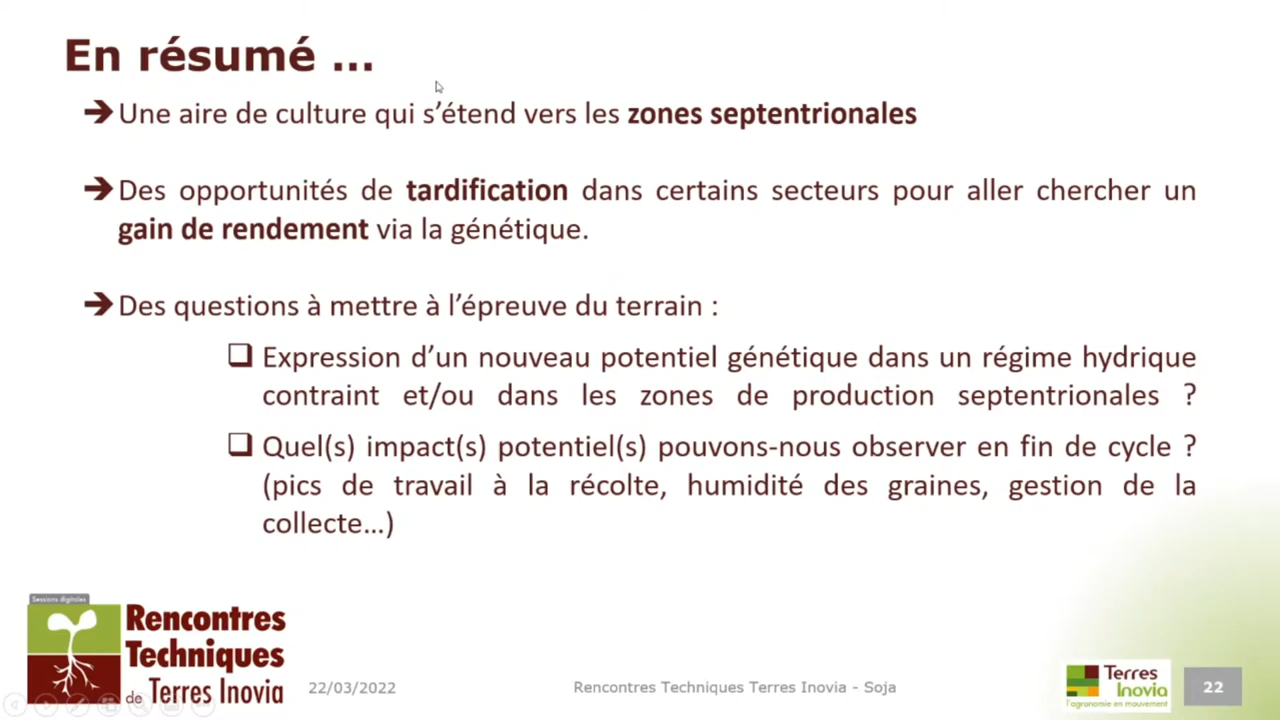 En résumé ...
➔ Une aire de culture qui s'étend vers les zones septentrionales
➔ Des opportunités de tardification dans certains secteurs pour aller chercher un
gain de rendement via la génétique.
➔ Des questions à mettre à l'épreuve du terrain :
❑ Expression d'un nouveau potentiel génétique dans un régime hydrique
contraint et/ou dans les zones de production septentrionales ?
❑ Quel(s) impact(s) potentiel(s) pouvons-nous observer en fin de cycle ?
(pics de travail à la récolte, humidité des graines, gestion de la
collecte...)
Sessions digitales
Rencontres
Techniques
de Terres Inovia
22/03/2022
Rencontres Techniques Terres Inovia - Soja
Terres
Inovia
l'agronomie en mouvement
22